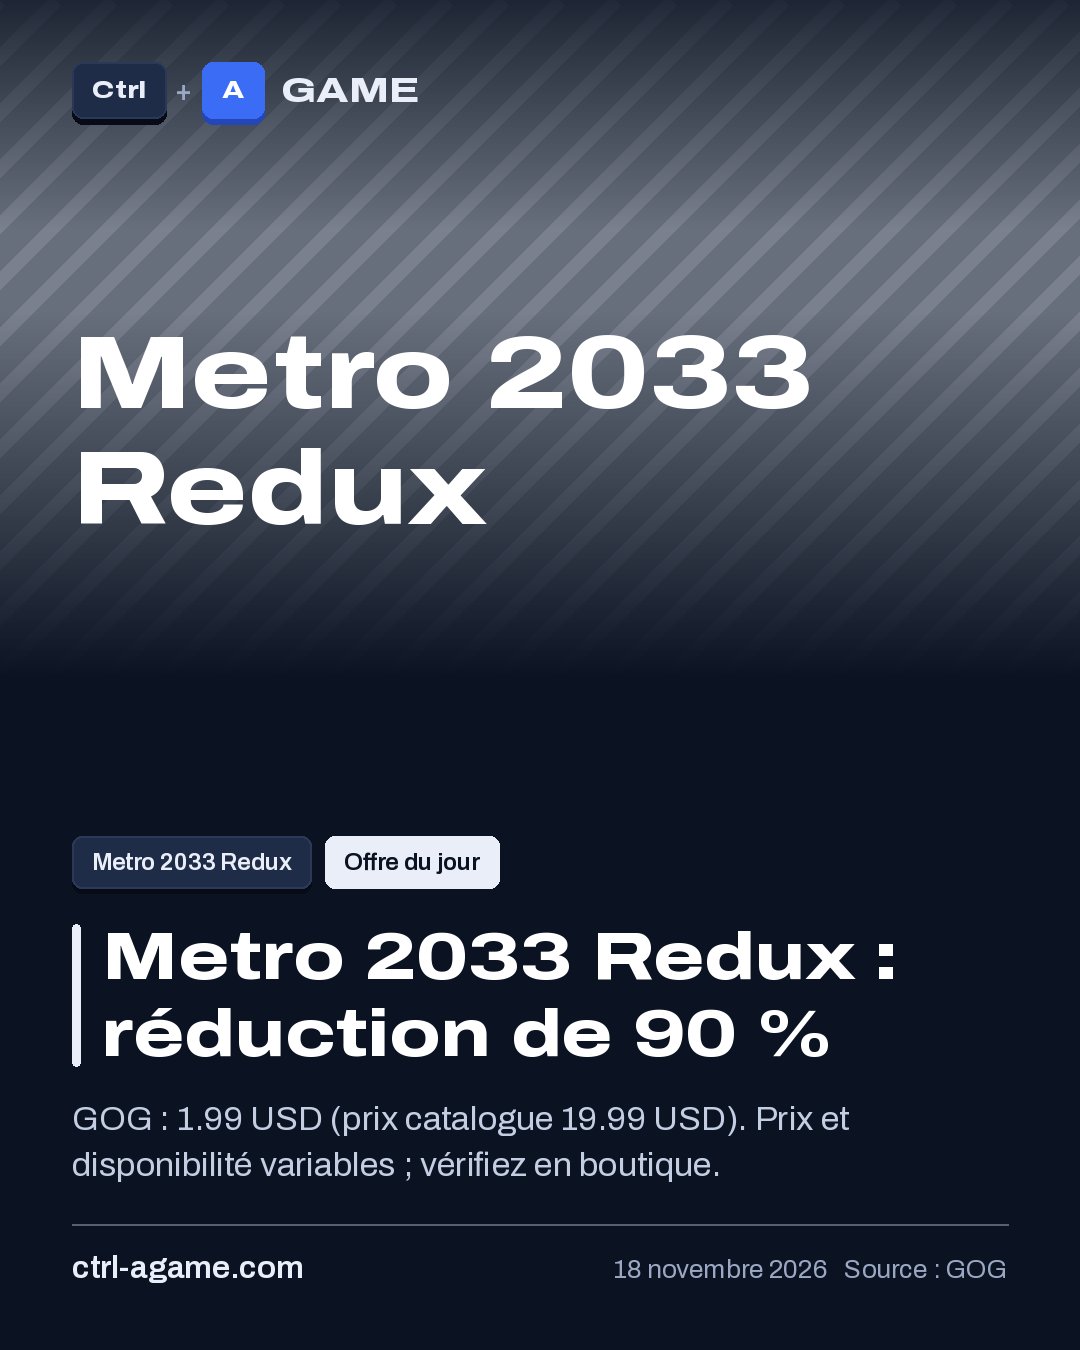 Ctrl + A GAME
Metro 2033
Redux
Metro 2033 Redux Offre du jour
Metro 2033 Redux :
réduction de 90 %
GOG : 1.99 USD (prix catalogue 19.99 USD). Prix et
disponibilité variables ; vérifiez en boutique.
ctrl-agame.com 18 novembre 2026 Source : GOG